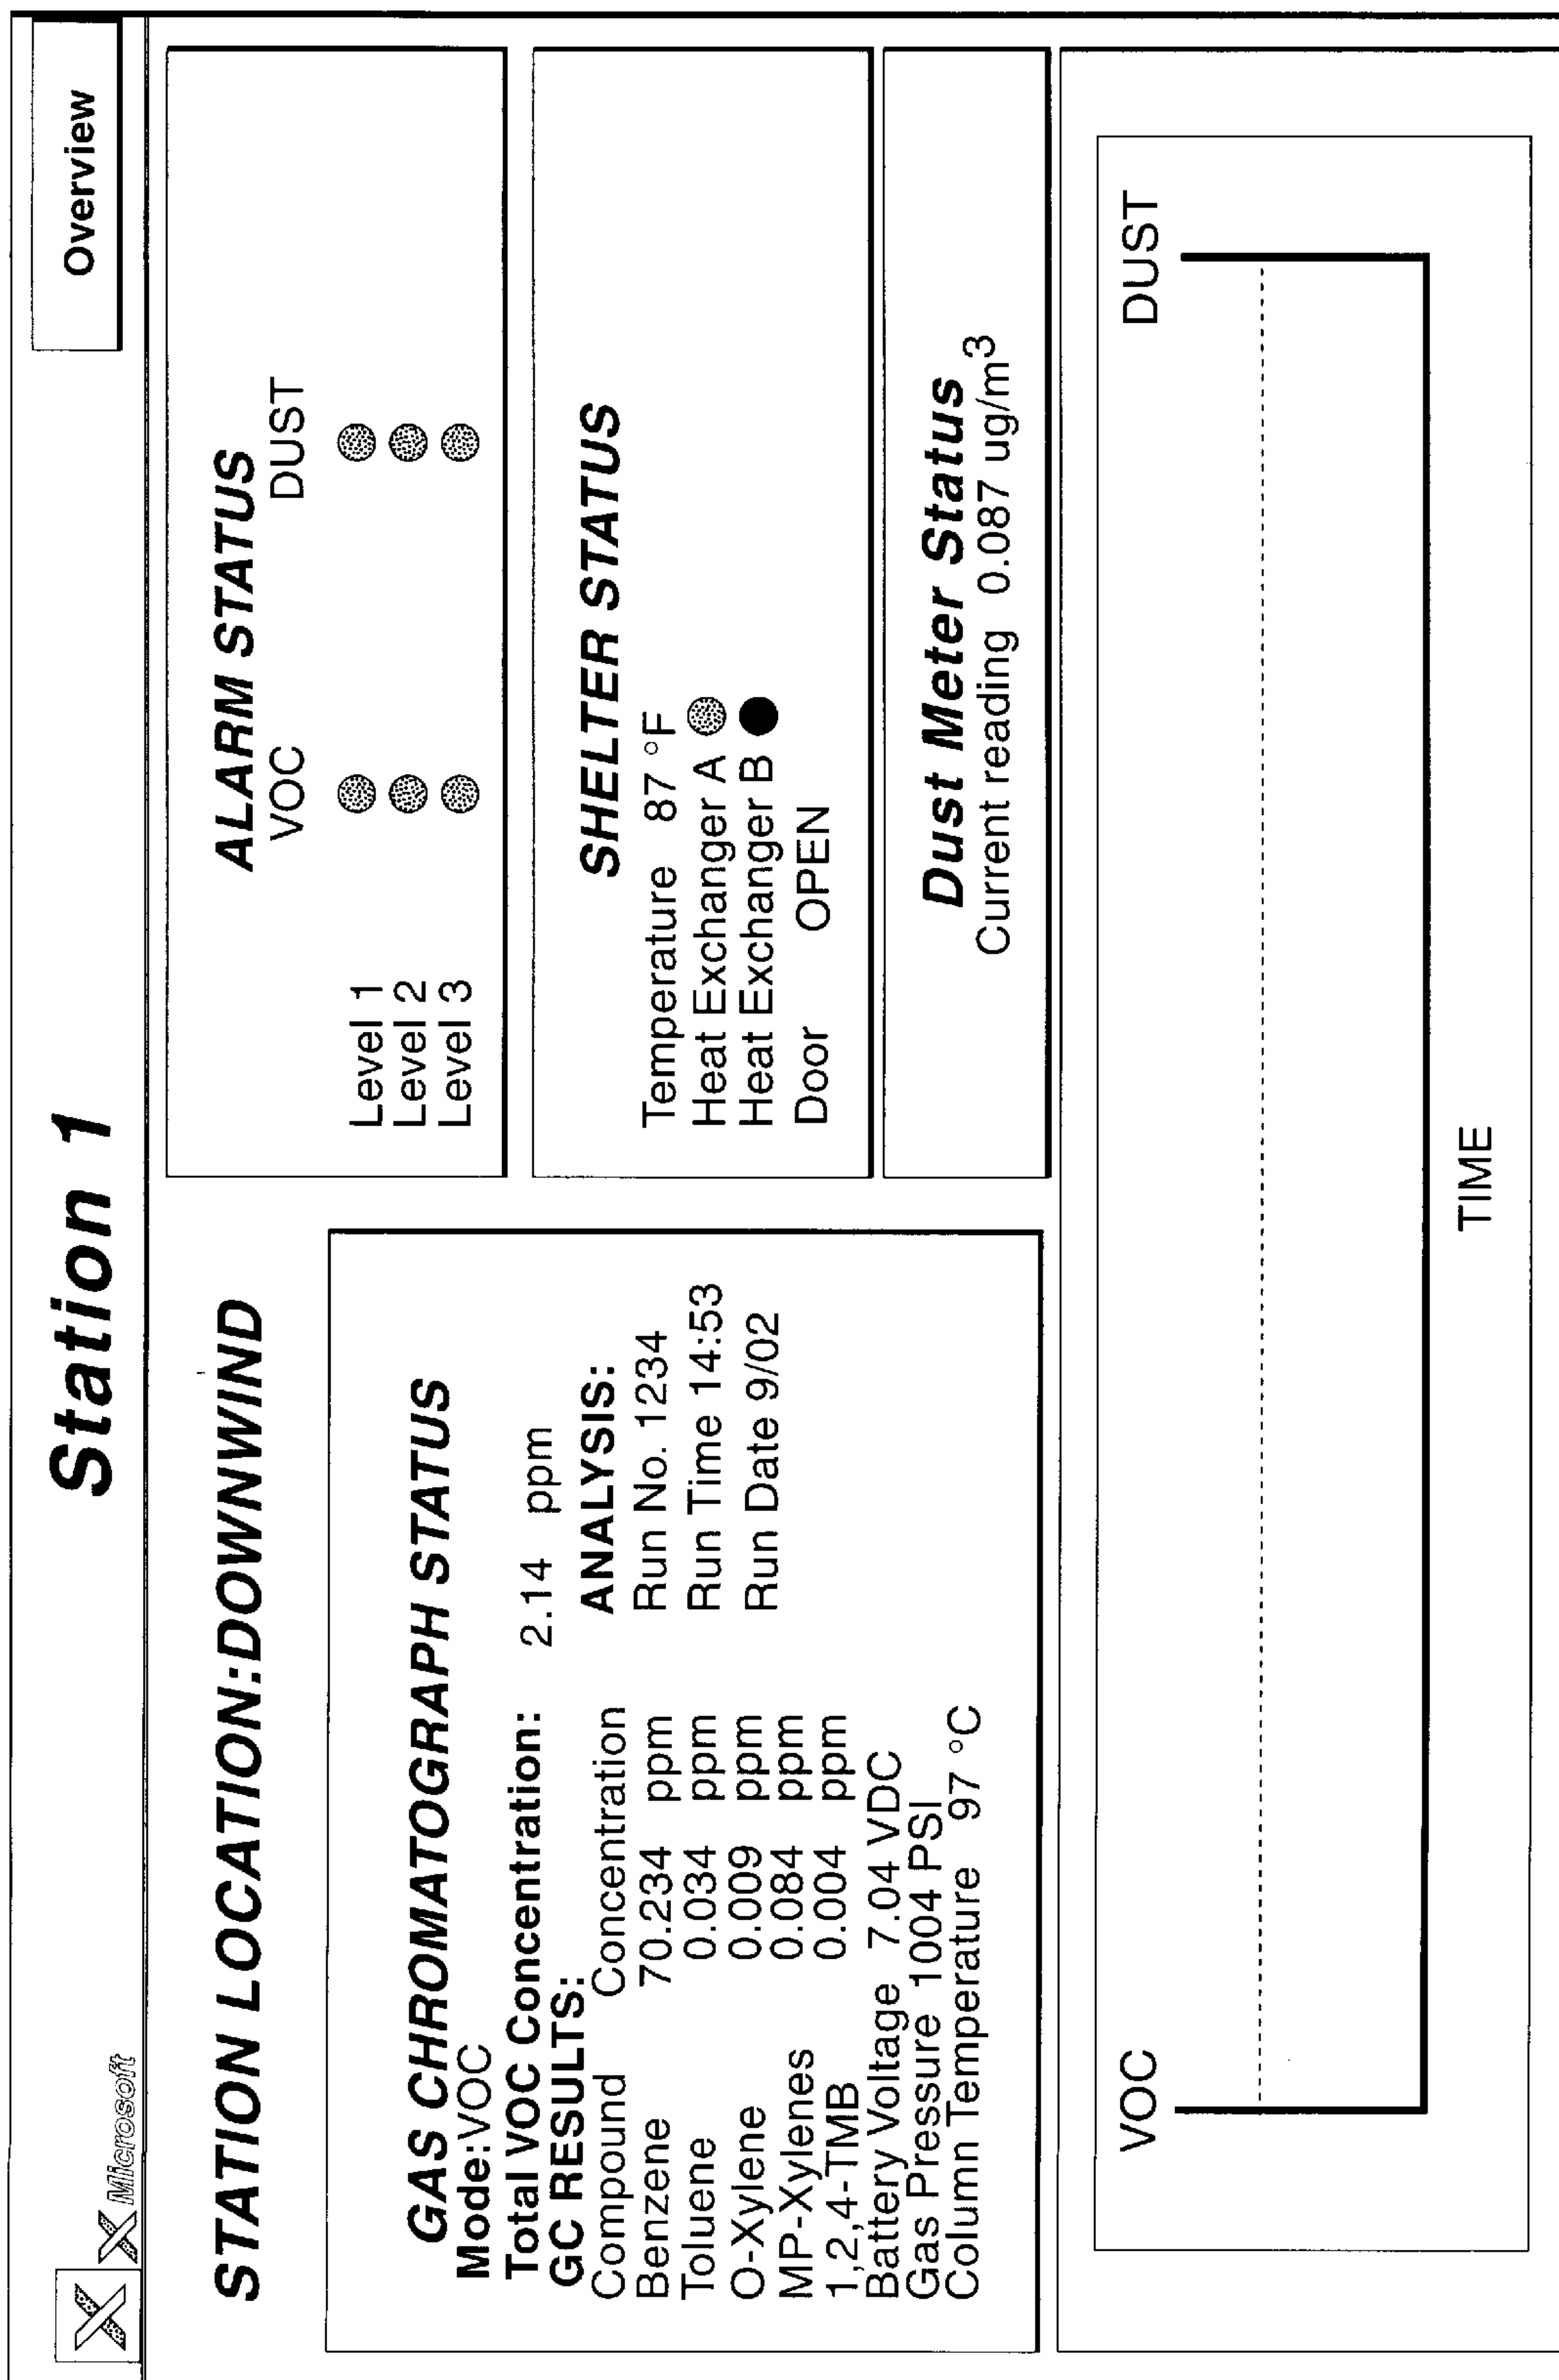 Station 1
Microsoft
Overview
STATION LOCATION:DOWNWIND
GAS CHROMATOGRAPH STATUS
Mode:VOC
Total VOC Concentration: 2.14 ppm
GC RESULTS:
ANALYSIS:
Compound Concentration
Benzene 70.234 ppm
Run No. 1234
Toluene 0.034 ppm
Run Time 14:53
O-Xylene 0.009 ppm
Run Date 9/02
MP-Xylenes 0.084 ppm
1,2,4-TMB 0.004 ppm
Battery Voltage 7.04 VDC
Gas Pressure 1004 PSI
Column Temperature 97 °C
ALARM STATUS
VOC DUST
Level 1
Level 2
Level 3
SHELTER STATUS
Temperature 87 °F
Heat Exchanger A
Heat Exchanger B
Door OPEN
Dust Meter Status
Current reading 0.087 ug/m³
VOC DUST
TIME